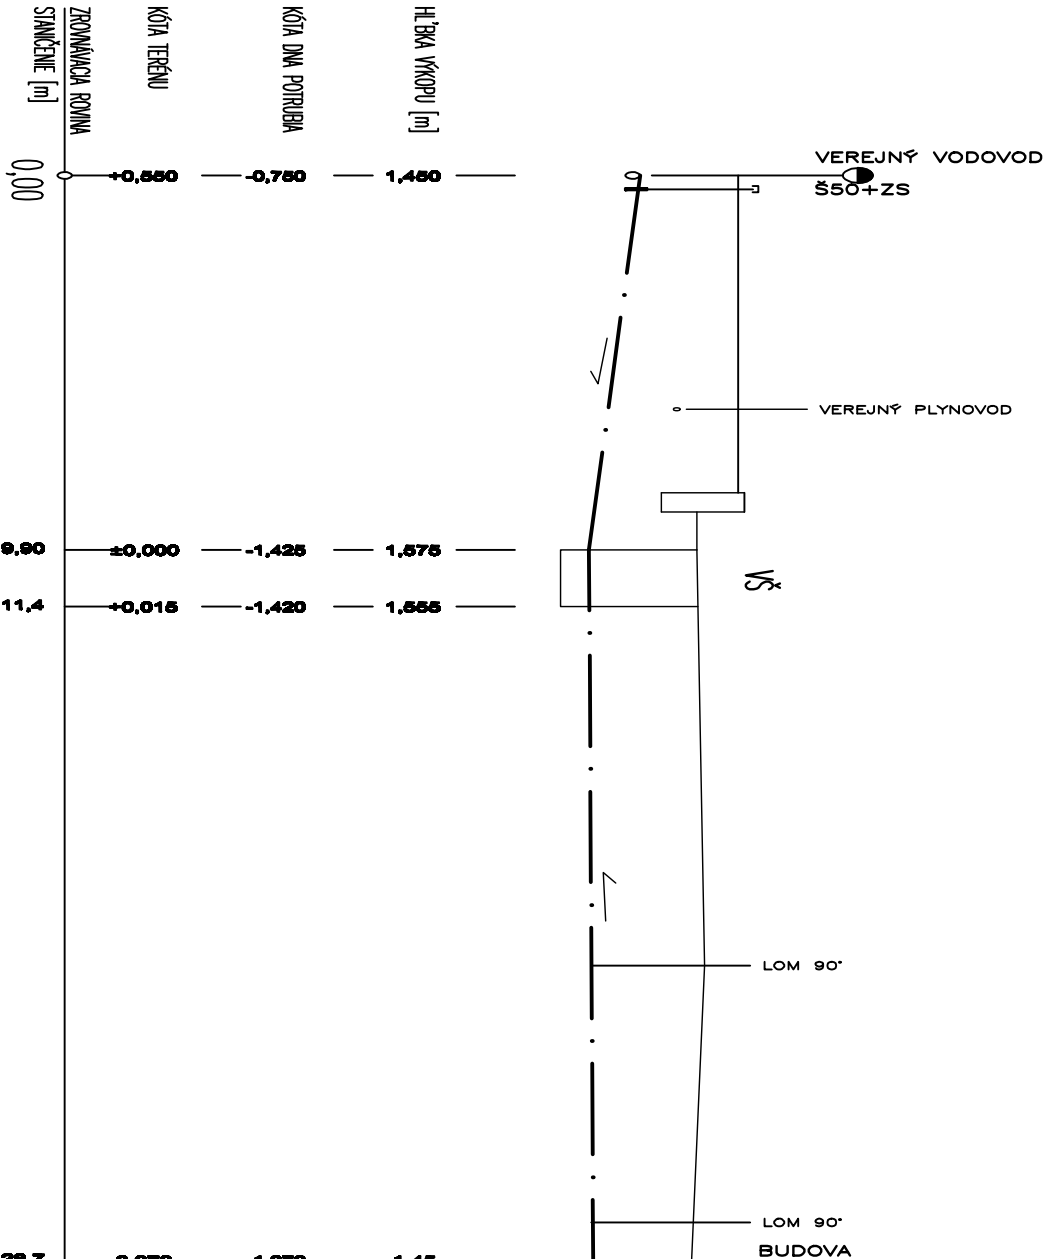 HĹBKA VÝKOPU [m]
KÓTA DNA POTRUBIA
KÓTA TERÉNU
ZROVNÁVACIA ROVINA
STANIČENIE [m]
VEREJNÝ VODOVOD
0,00 +0,550 -0,750 1,450
Š50+ZS
VEREJNÝ PLYNOVOD
9,90 ±0,000 -1,425 1,575
VŠ
11,4 +0,015 -1,420 1,555
LOM 90°
LOM 90°
BUDOVA